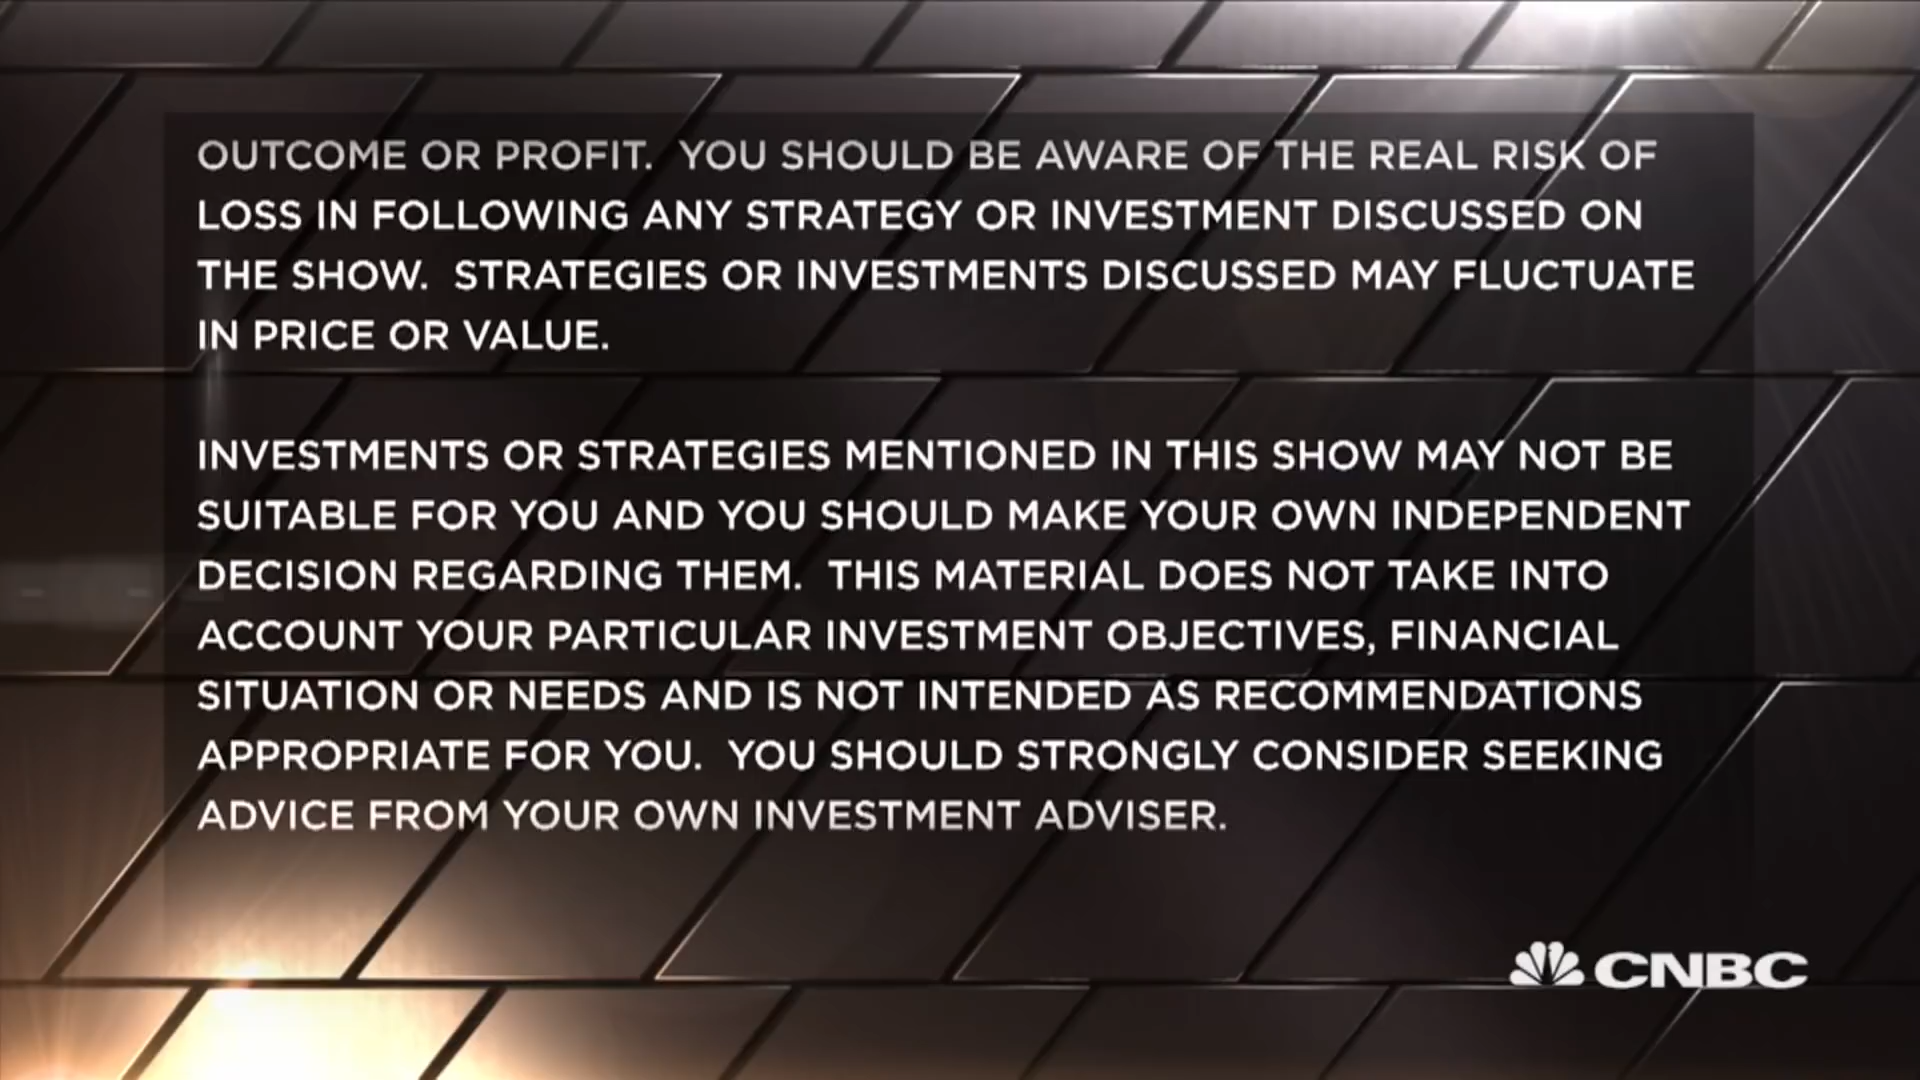 OUTCOME OR PROFIT.  YOU SHOULD BE AWARE OF THE REAL RISK OF
LOSS IN FOLLOWING ANY STRATEGY OR INVESTMENT DISCUSSED ON
THE SHOW.  STRATEGIES OR INVESTMENTS DISCUSSED MAY FLUCTUATE
IN PRICE OR VALUE.
INVESTMENTS OR STRATEGIES MENTIONED IN THIS SHOW MAY NOT BE
SUITABLE FOR YOU AND YOU SHOULD MAKE YOUR OWN INDEPENDENT
DECISION REGARDING THEM.  THIS MATERIAL DOES NOT TAKE INTO
ACCOUNT YOUR PARTICULAR INVESTMENT OBJECTIVES, FINANCIAL
SITUATION OR NEEDS AND IS NOT INTENDED AS RECOMMENDATIONS
APPROPRIATE FOR YOU.  YOU SHOULD STRONGLY CONSIDER SEEKING
ADVICE FROM YOUR OWN INVESTMENT ADVISER.
CNBC